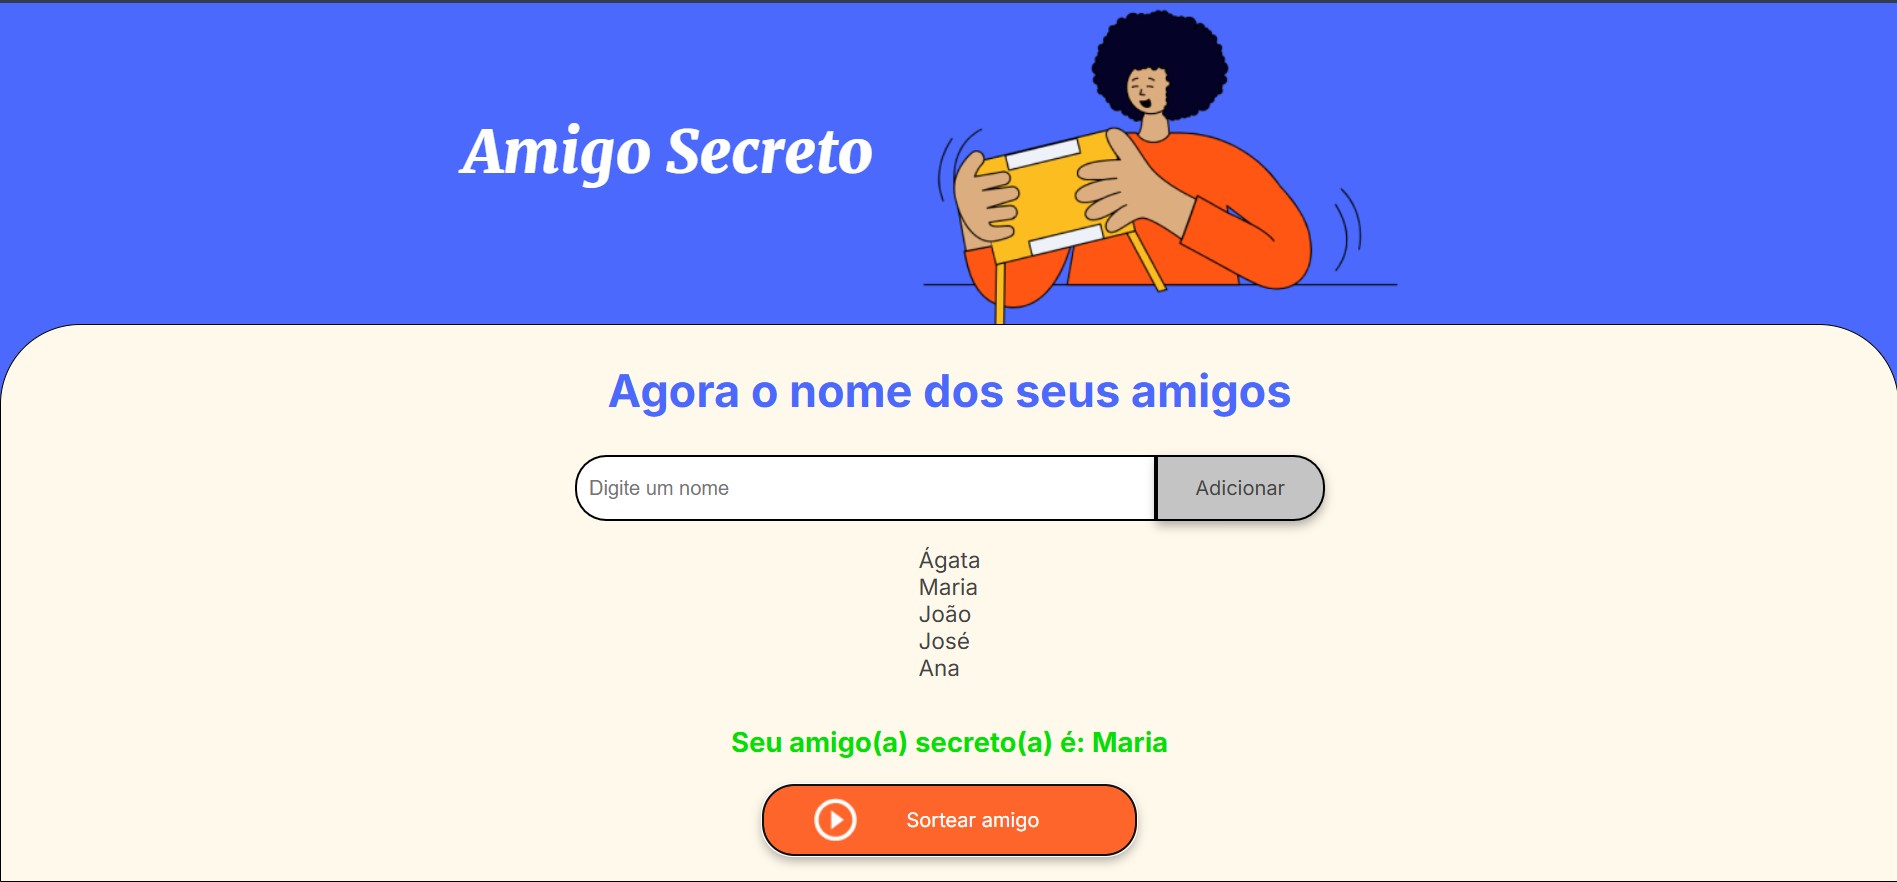 Amigo Secreto
Agora o nome dos seus amigos
Digite um nome
Adicionar
Ágata
Maria
João
José
Ana
Seu amigo(a) secreto(a) é: Maria
Sortear amigo